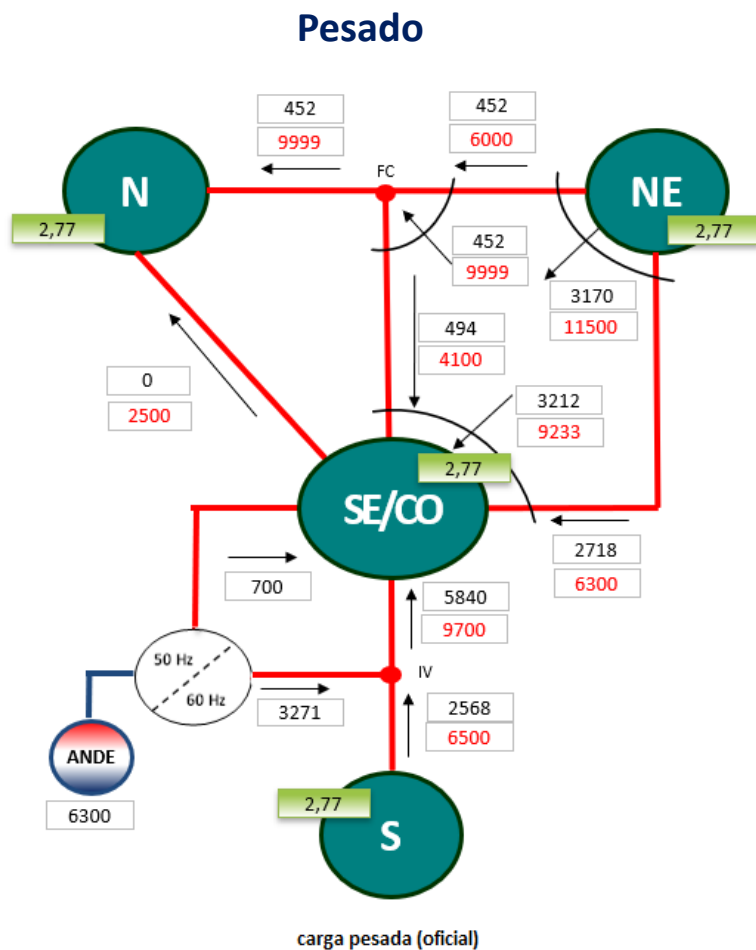 Pesado
452
9999
452
6000
FC
N
NE
2,77
2,77
452
9999
3170
11500
494
4100
0
2500
3212
9233
2,77
SE/CO
2718
6300
700
5840
9700
50 Hz
60 Hz
IV
3271
2568
6500
ANDE
6300
2,77
S
carga pesada (oficial)